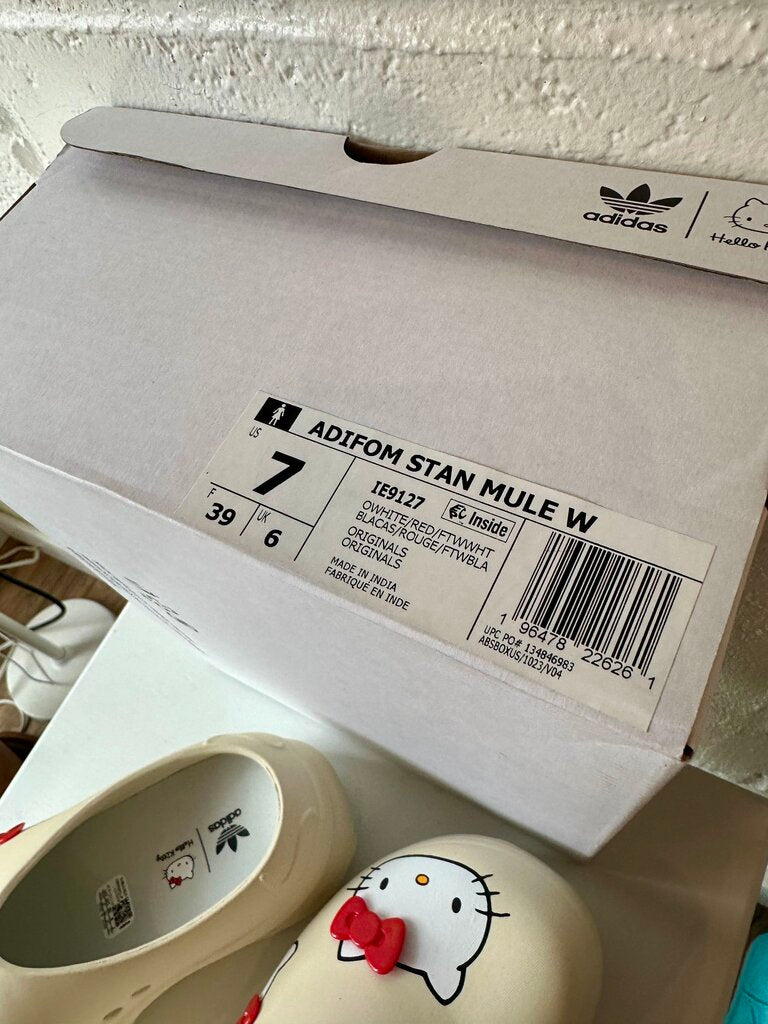 adidas
Hello
US
7
F
39
UK
6
ADIFOM STAN MULE W
IE9127
Inside
OWHITE/RED/FTWWHT
BLACAS/ROUGE/FTWBLA
ORIGINALS
ORIGINALS
MADE IN INDIA
FABRIQUE EN INDE
1 96478 22626 1
UPC PO# 134846983
ABSBOXUS/1023/V04
adidas
Hello Kitty